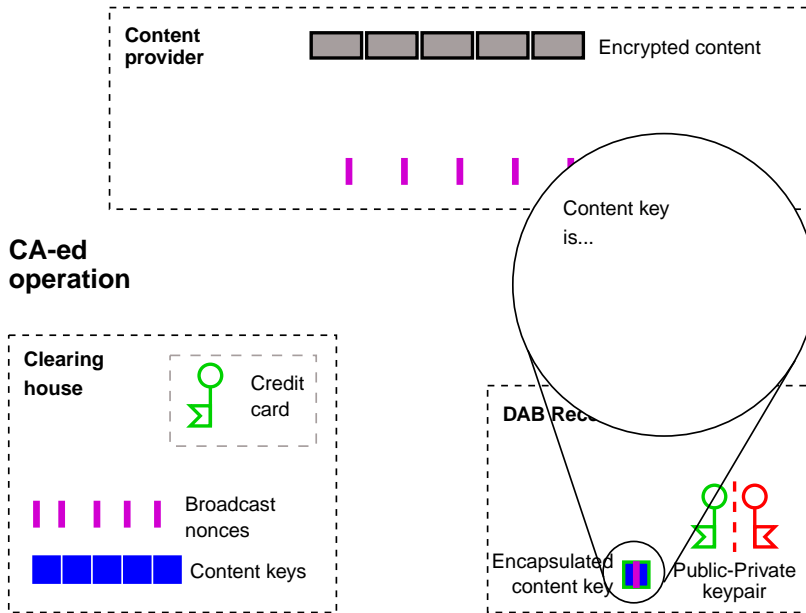 Content
provider
Encrypted content
Content key
is...
CA-ed
operation
Clearing
house
Credit
card
DAB Rec
Broadcast
nonces
Content keys
Encapsulated
content key
Public-Private
keypair